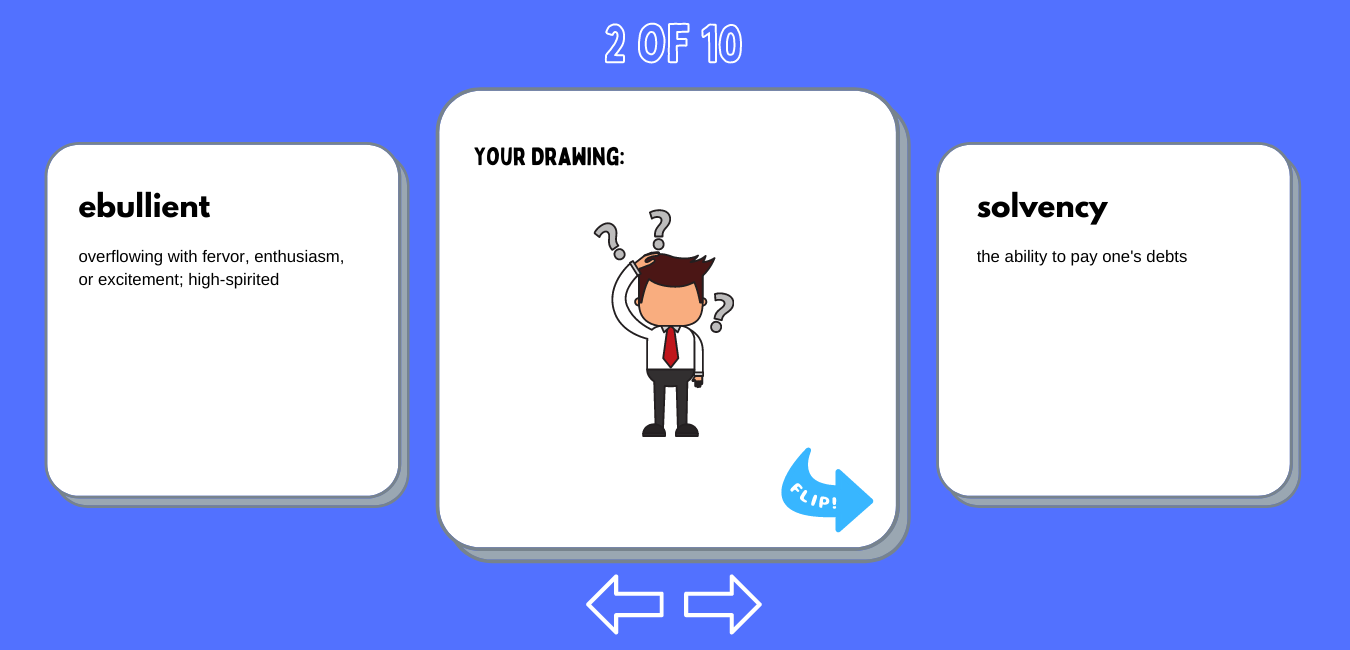 2 OF 10
ebullient
overflowing with fervor, enthusiasm,
or excitement; high-spirited
YOUR DRAWING:
? ? ?
FLIP!
solvency
the ability to pay one's debts